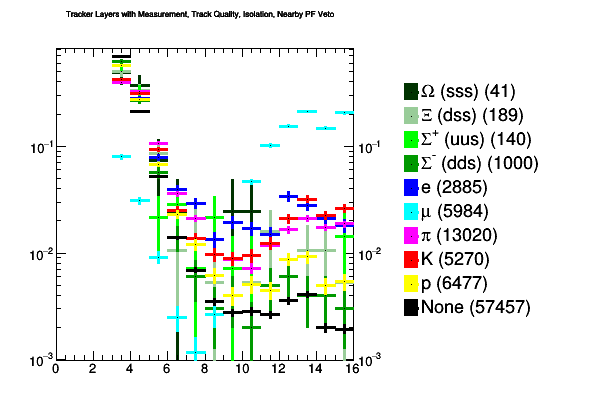 Tracker Layers with Measurement, Track Quality, Isolation, Nearby PF Veto
10⁻¹
10⁻²
10⁻³
10⁻¹
10⁻²
10⁻³
0 2 4 6 8 10 12 14 16
Ω (sss) (41)
Ξ (dss) (189)
Σ⁺ (uus) (140)
Σ⁻ (dds) (1000)
e (2885)
μ (5984)
π (13020)
K (5270)
p (6477)
None (57457)